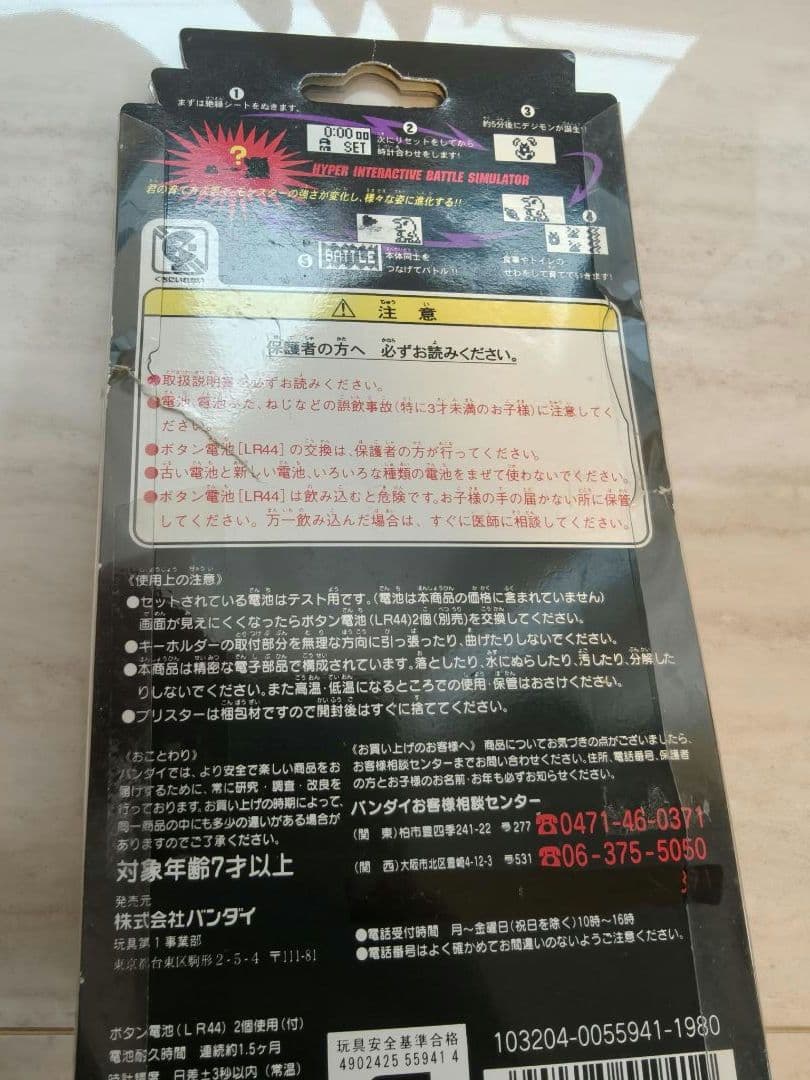 ①
まずは絶縁シートをぬきます。
0:00 00
AM SET
②
次にリセットをしてから
時計合わせをします!
③
約5分後にデジモンが誕生!!
?
HYPER INTERACTIVE BATTLE SIMULATOR
君の育て方次第で、モンスターの強さが変化し、様々な姿に進化する!!
④
食事やトイレの
せわをして育てていきます!
⑤
BATTLE
本体同士を
つなげてバトル!!
くちにいれない
⚠ 注意
保護者の方へ 必ずお読みください。
●取扱説明書を必ずお読みください。
●電池、電池ぶた、ねじなどの誤飲事故(特に3才未満のお子様)に注意してく
ださい。
●ボタン電池[LR44]の交換は、保護者の方が行ってください。
●古い電池と新しい電池、いろいろな種類の電池をまぜて使わないでください。
●ボタン電池[LR44]は飲み込むと危険です。お子様の手の届かない所に保管
してください。万一飲み込んだ場合は、すぐに医師に相談してください。
《使用上の注意》
●セットされている電池はテスト用です。(電池は本商品の価格に含まれていません)
画面が見えにくくなったらボタン電池(LR44)2個(別売)を交換してください。
●キーホルダーの取付部分を無理な方向に引っ張ったり、曲げたりしないでください。
●本商品は精密な電子部品で構成されています。落としたり、水にぬらしたり、汚したり、分解した
りしないでください。また高温・低温になるところでの使用・保管はおさけください。
●ブリスターは梱包材ですので開封後はすぐに捨ててください。
《おことわり》
バンダイでは、より安全で楽しい商品をお
届けするために、常に研究・調査・改良を
行っております。お買い上げの時期によって、
同一商品の中にも多少の違いがある場合が
ありますのでご了承ください。
対象年齢7才以上
発売元
株式会社バンダイ
玩具第1事業部
東京都台東区駒形2-5-4 〒111-81
《お買い上げのお客様へ》商品についてお気づきの点がございましたら、
お客様相談センターまでお問い合わせください。住所、電話番号、保護者
の方とお子様のお名前・お年も必ずお知らせください。
バンダイお客様相談センター
(関 東)柏市豊四季241-22 〒277 ☎0471-46-0371
(関 西)大阪市北区豊崎4-12-3 〒531 ☎06-375-5050
●電話受付時間 月〜金曜日(祝日を除く)10時〜16時
●電話番号はよく確かめてお間違いのないようご注意ください。
ボタン電池(LR44)2個使用(付)
電池耐久時間 連続約1.5ヶ月
時計精度 日差±3秒以内(常温)
玩具安全基準合格
4902425 55941 4
103204-0055941-1980